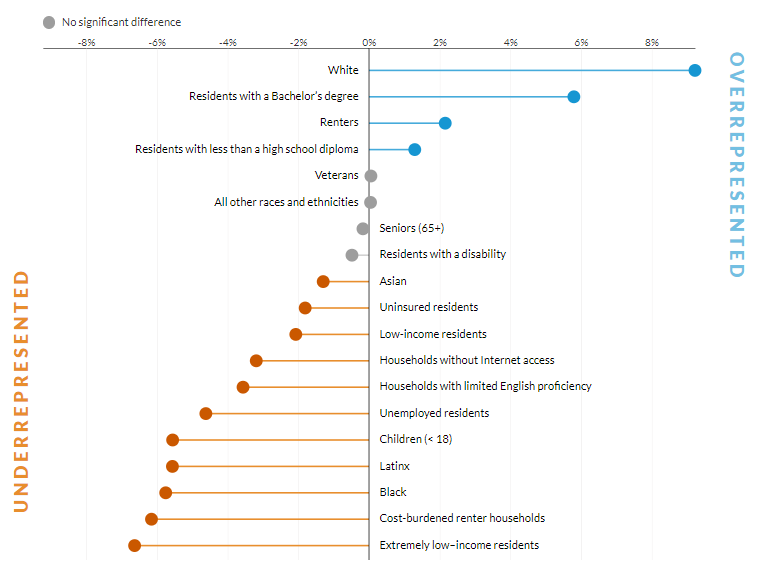 No significant difference
-8% -6% -4% -2% 0% 2% 4% 6% 8%
White
Residents with a Bachelor's degree
Renters
Residents with less than a high school diploma
Veterans
All other races and ethnicities
Seniors (65+)
Residents with a disability
Asian
Uninsured residents
Low-income residents
Households without Internet access
Households with limited English proficiency
Unemployed residents
Children (< 18)
Latinx
Black
Cost-burdened renter households
Extremely low–income residents
OVERREPRESENTED
UNDERREPRESENTED